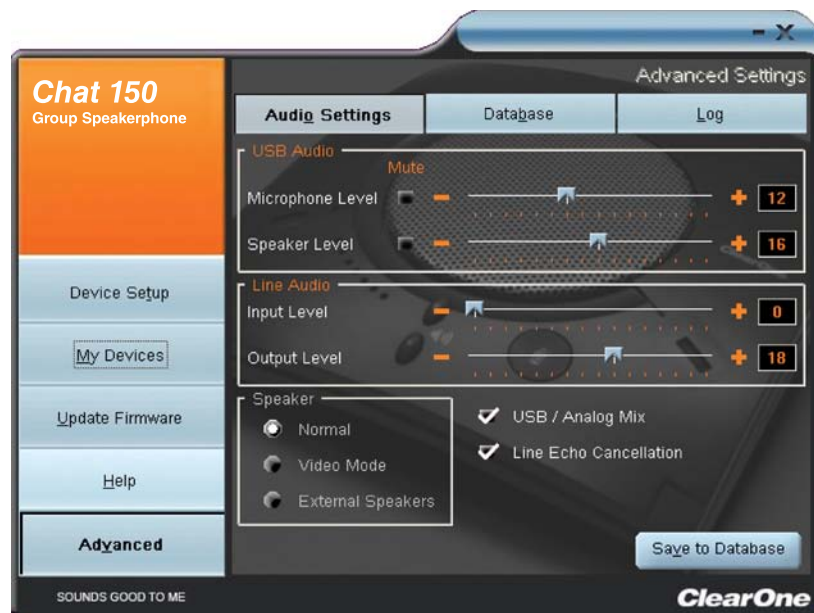 Advanced Settings
Chat 150
Group Speakerphone
Audio Settings
Database
Log
USB Audio
Mute
Microphone Level
12
Speaker Level
16
Line Audio
Input Level
0
Output Level
18
Speaker
Normal
Video Mode
External Speakers
USB / Analog Mix
Line Echo Cancellation
Device Setup
My Devices
Update Firmware
Help
Advanced
Save to Database
SOUNDS GOOD TO ME
ClearOne